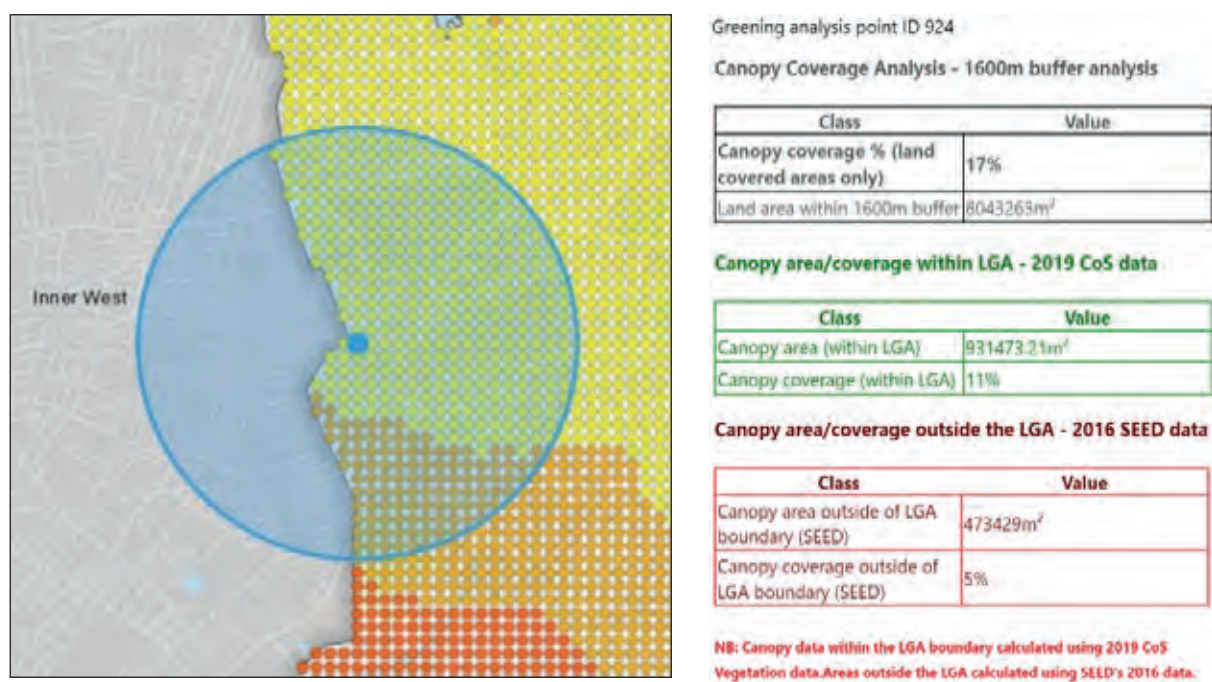 Inner West
Greening analysis point ID 924
Canopy Coverage Analysis - 1600m buffer analysis
Class Value
Canopy coverage % (land
covered areas only) 17%
Land area within 1600m buffer 8043263m²
Canopy area/coverage within LGA - 2019 CoS data
Class Value
Canopy area (within LGA) 931473.21m²
Canopy coverage (within LGA) 11%
Canopy area/coverage outside the LGA - 2016 SEED data
Class Value
Canopy area outside of LGA
boundary (SEED) 473429m²
Canopy coverage outside of
LGA boundary (SEED) 5%
NB: Canopy data within the LGA boundary calculated using 2019 CoS
Vegetation data.Areas outside the LGA calculated using SEED's 2016 data.